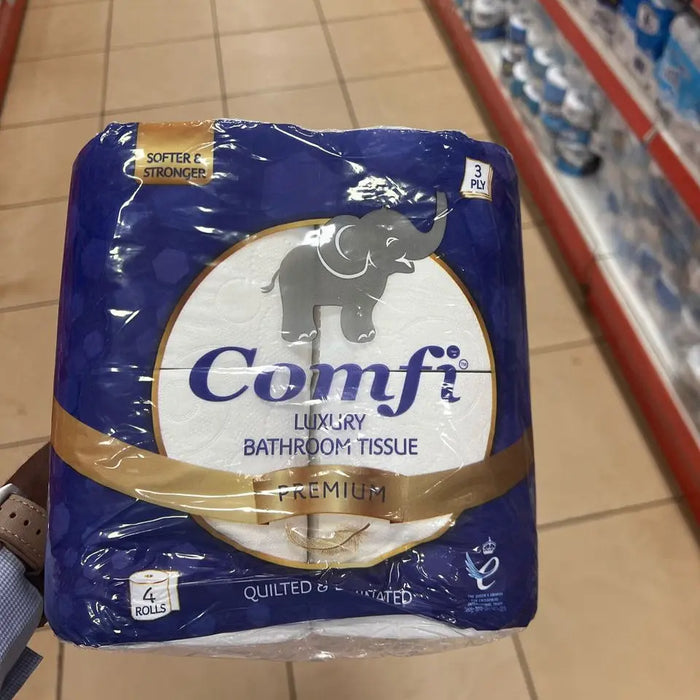 SOFTER &
STRONGER
3
PLY
Comfi
LUXURY
BATHROOM TISSUE
PREMIUM
4
ROLLS
QUILTED &